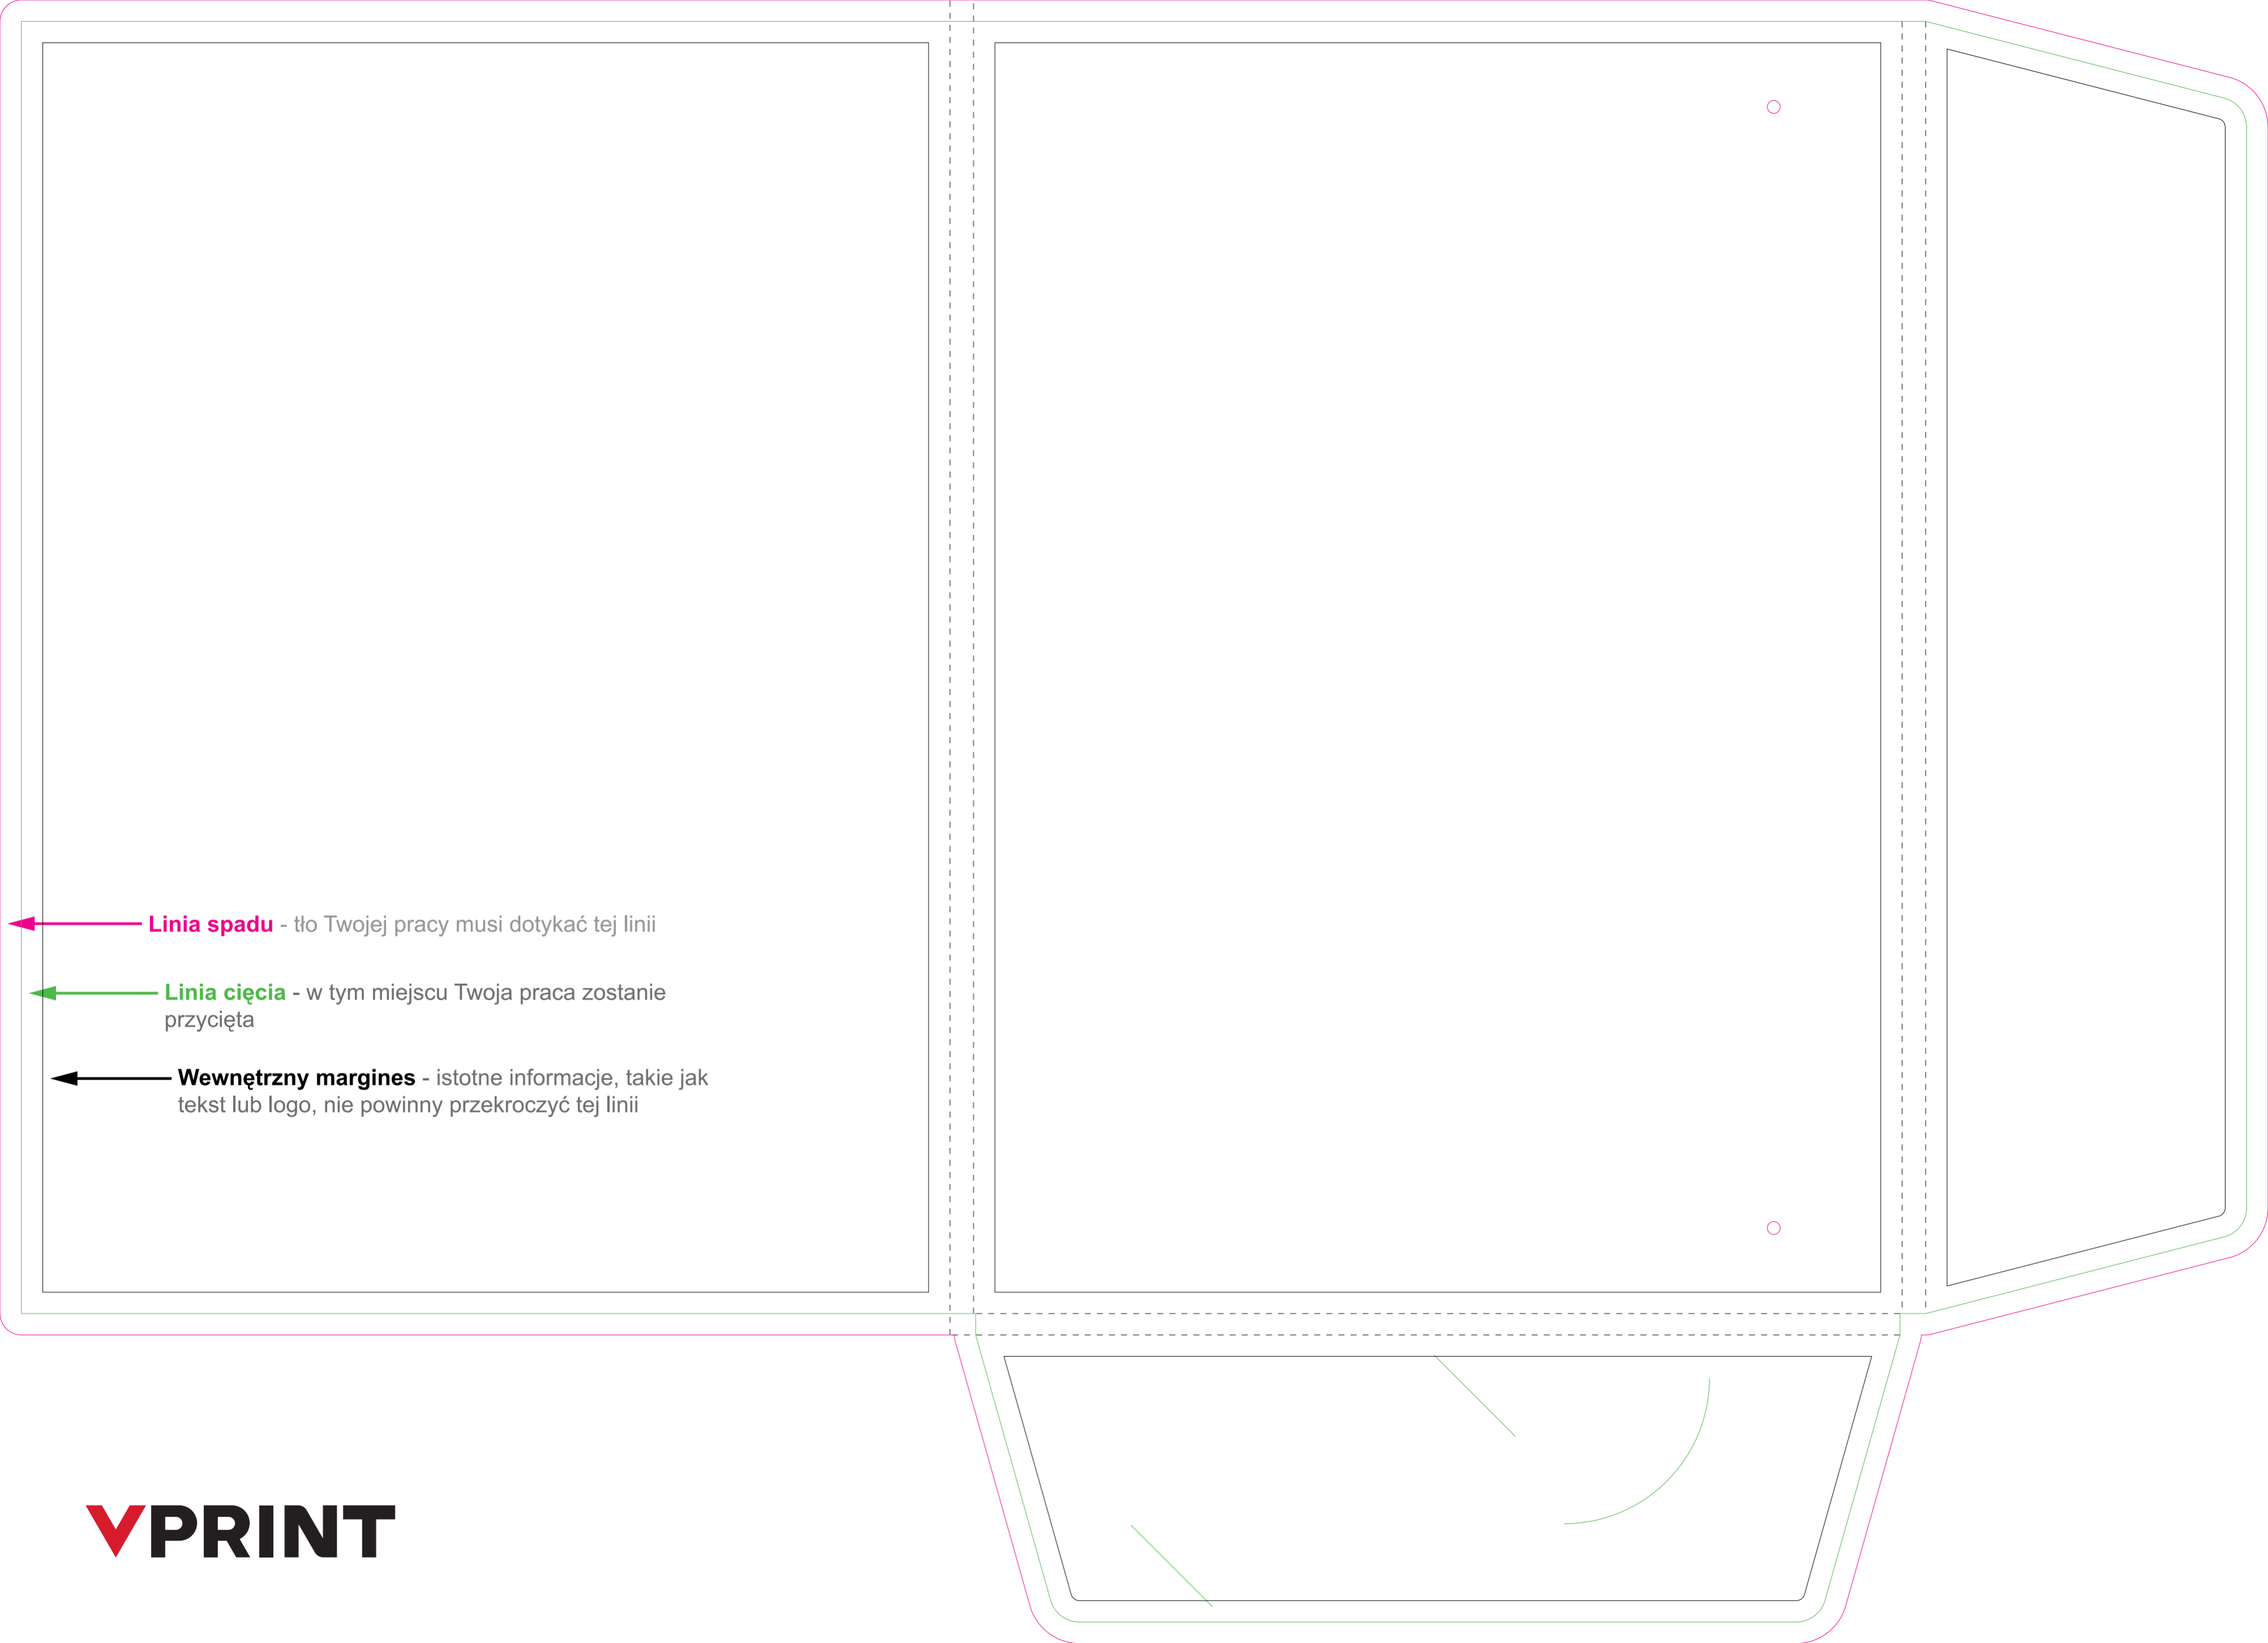 Linia spadu - tło Twojej pracy musi dotykać tej linii
Linia cięcia - w tym miejscu Twoja praca zostanie
przycięta
Wewnętrzny margines - istotne informacje, takie jak
tekst lub logo, nie powinny przekroczyć tej linii
VPRINT